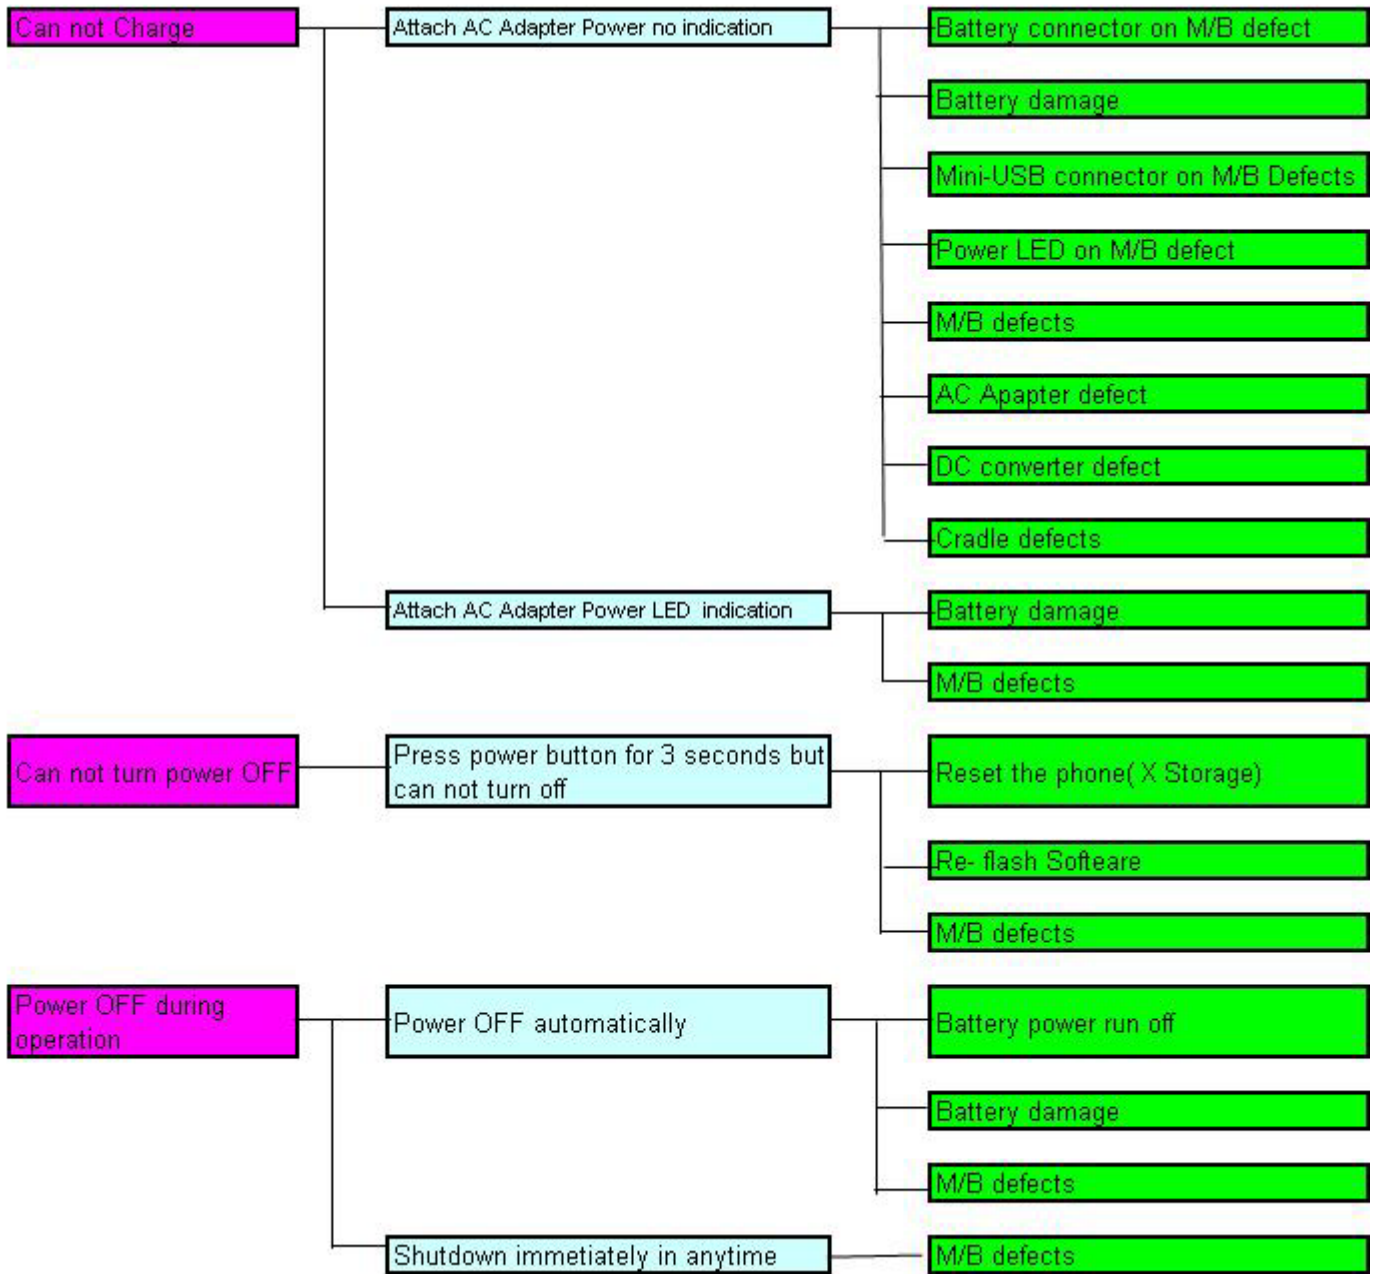 Can not Charge
Attach AC Adapter Power no indication
Battery connector on M/B defect
Battery damage
Mini-USB connector on M/B Defects
Power LED on M/B defect
M/B defects
AC Apapter defect
DC converter defect
Cradle defects
Attach AC Adapter Power LED indication
Battery damage
M/B defects
Can not turn power OFF
Press power button for 3 seconds but
can not turn off
Reset the phone( X Storage)
Re- flash Softeare
M/B defects
Power OFF during
operation
Power OFF automatically
Battery power run off
Battery damage
M/B defects
Shutdown immetiately in anytime
M/B defects